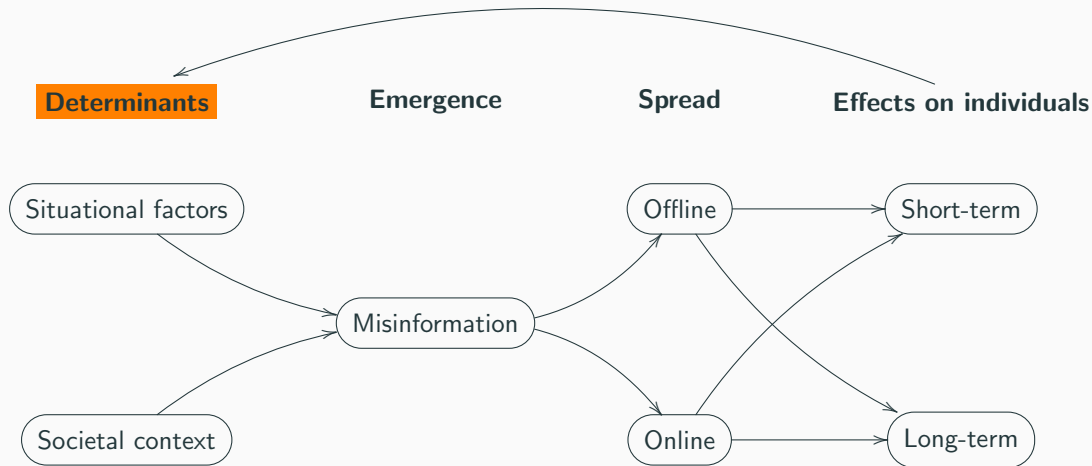 Determinants
Emergence
Spread
Effects on individuals
Situational factors
Offline
Short-term
Misinformation
Societal context
Online
Long-term